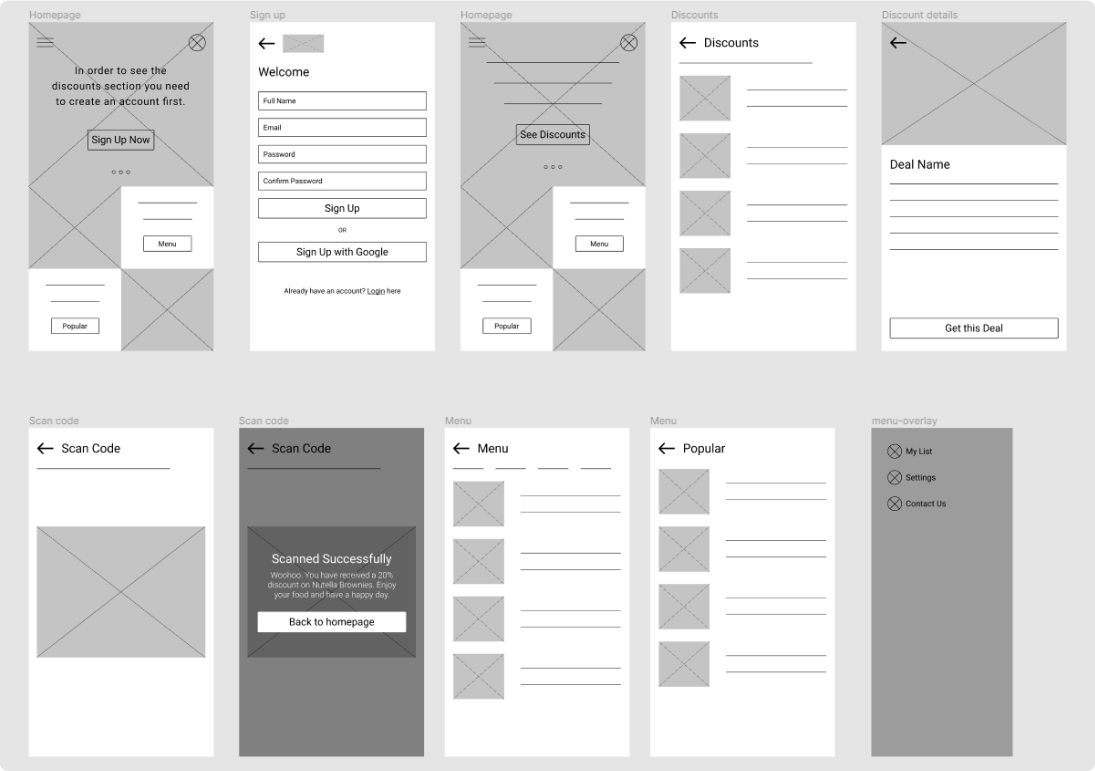 Homepage
In order to see the
discounts section you need
to create an account first.
Sign Up Now
Menu
Popular
Sign up
Welcome
Full Name
Email
Password
Confirm Password
Sign Up
OR
Sign Up with Google
Already have an account? Login here
Homepage
See Discounts
Menu
Popular
Discounts
Discounts
Discount details
Deal Name
Get this Deal
Scan code
Scan Code
Scan code
Scan Code
Scanned Successfully
Woohoo. You have received a 20%
discount on Nutella Brownies. Enjoy
your food and have a happy day.
Back to homepage
Menu
Menu
Menu
Popular
menu-overlay
My List
Settings
Contact Us